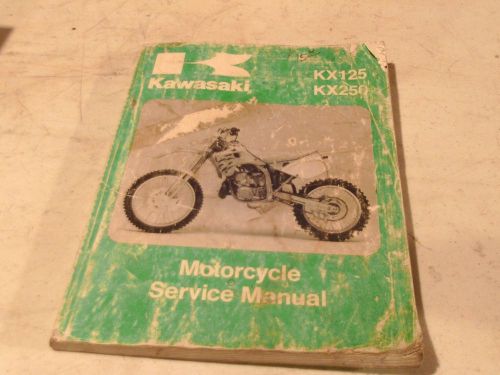 Kawasaki
KX125
KX250
Motorcycle
Service Manual